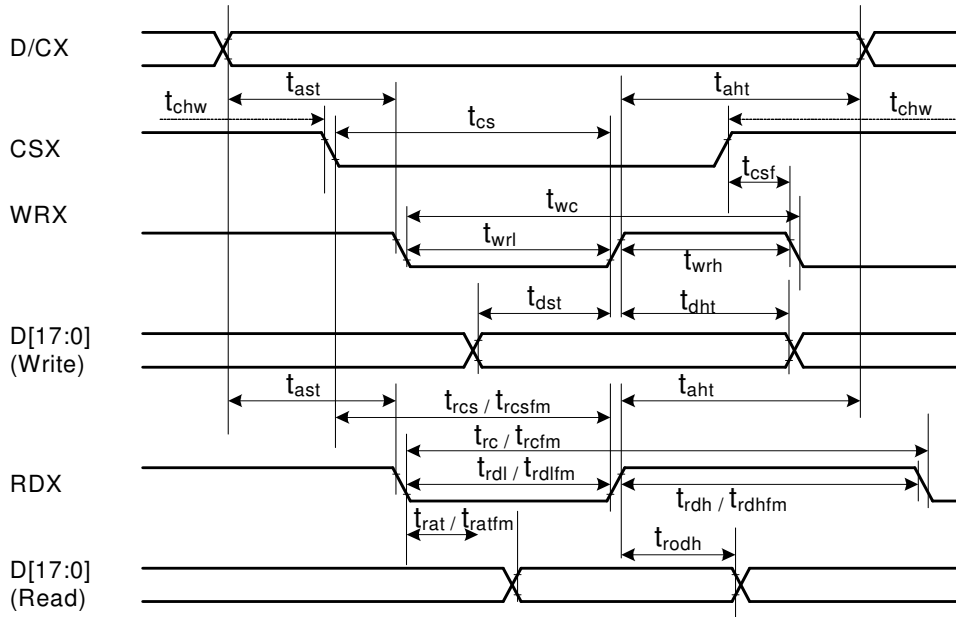 D/CX
t_ast t_aht
t_chw t_cs t_chw
CSX
t_csf
WRX t_wc
t_wrl t_wrh
t_dst t_dht
D[17:0]
(Write)
t_ast t_rcs / t_rcsfm t_aht
t_rc / t_rcfm
RDX t_rdl / t_rdlfm
t_rdh / t_rdhfm
t_rat / t_ratfm t_rodh
D[17:0]
(Read)